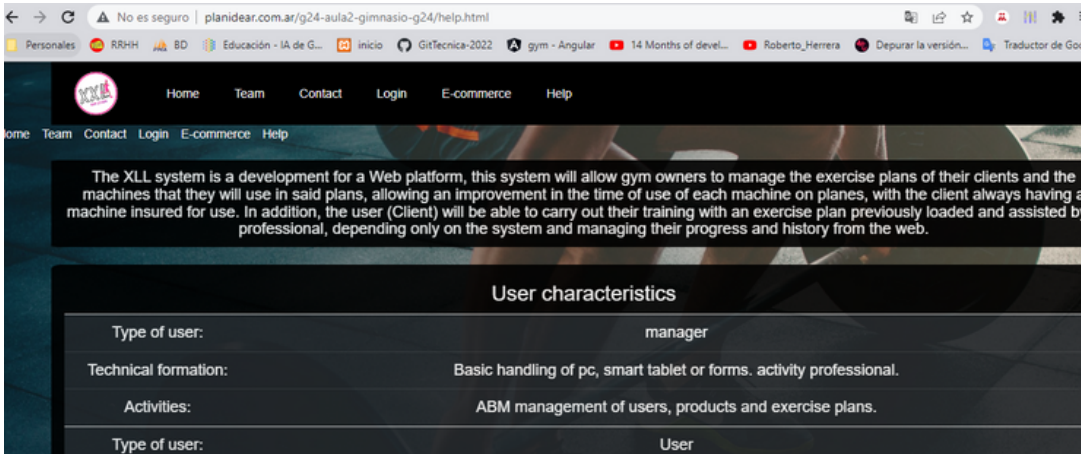 No es seguro | planidear.com.ar/g24-aula2-gimnasio-g24/help.html
Personales RRHH BD Educación - IA de G... inicio GitTecnica-2022 gym - Angular 14 Months of devel... Roberto_Herrera Depurar la versión... Traductor de Goo
XXL
Home Team Contact Login E-commerce Help
ome Team Contact Login E-commerce Help
The XLL system is a development for a Web platform, this system will allow gym owners to manage the exercise plans of their clients and the
machines that they will use in said plans, allowing an improvement in the time of use of each machine on planes, with the client always having a
machine insured for use. In addition, the user (Client) will be able to carry out their training with an exercise plan previously loaded and assisted by
professional, depending only on the system and managing their progress and history from the web.
User characteristics
Type of user: manager
Technical formation: Basic handling of pc, smart tablet or forms. activity professional.
Activities: ABM management of users, products and exercise plans.
Type of user: User